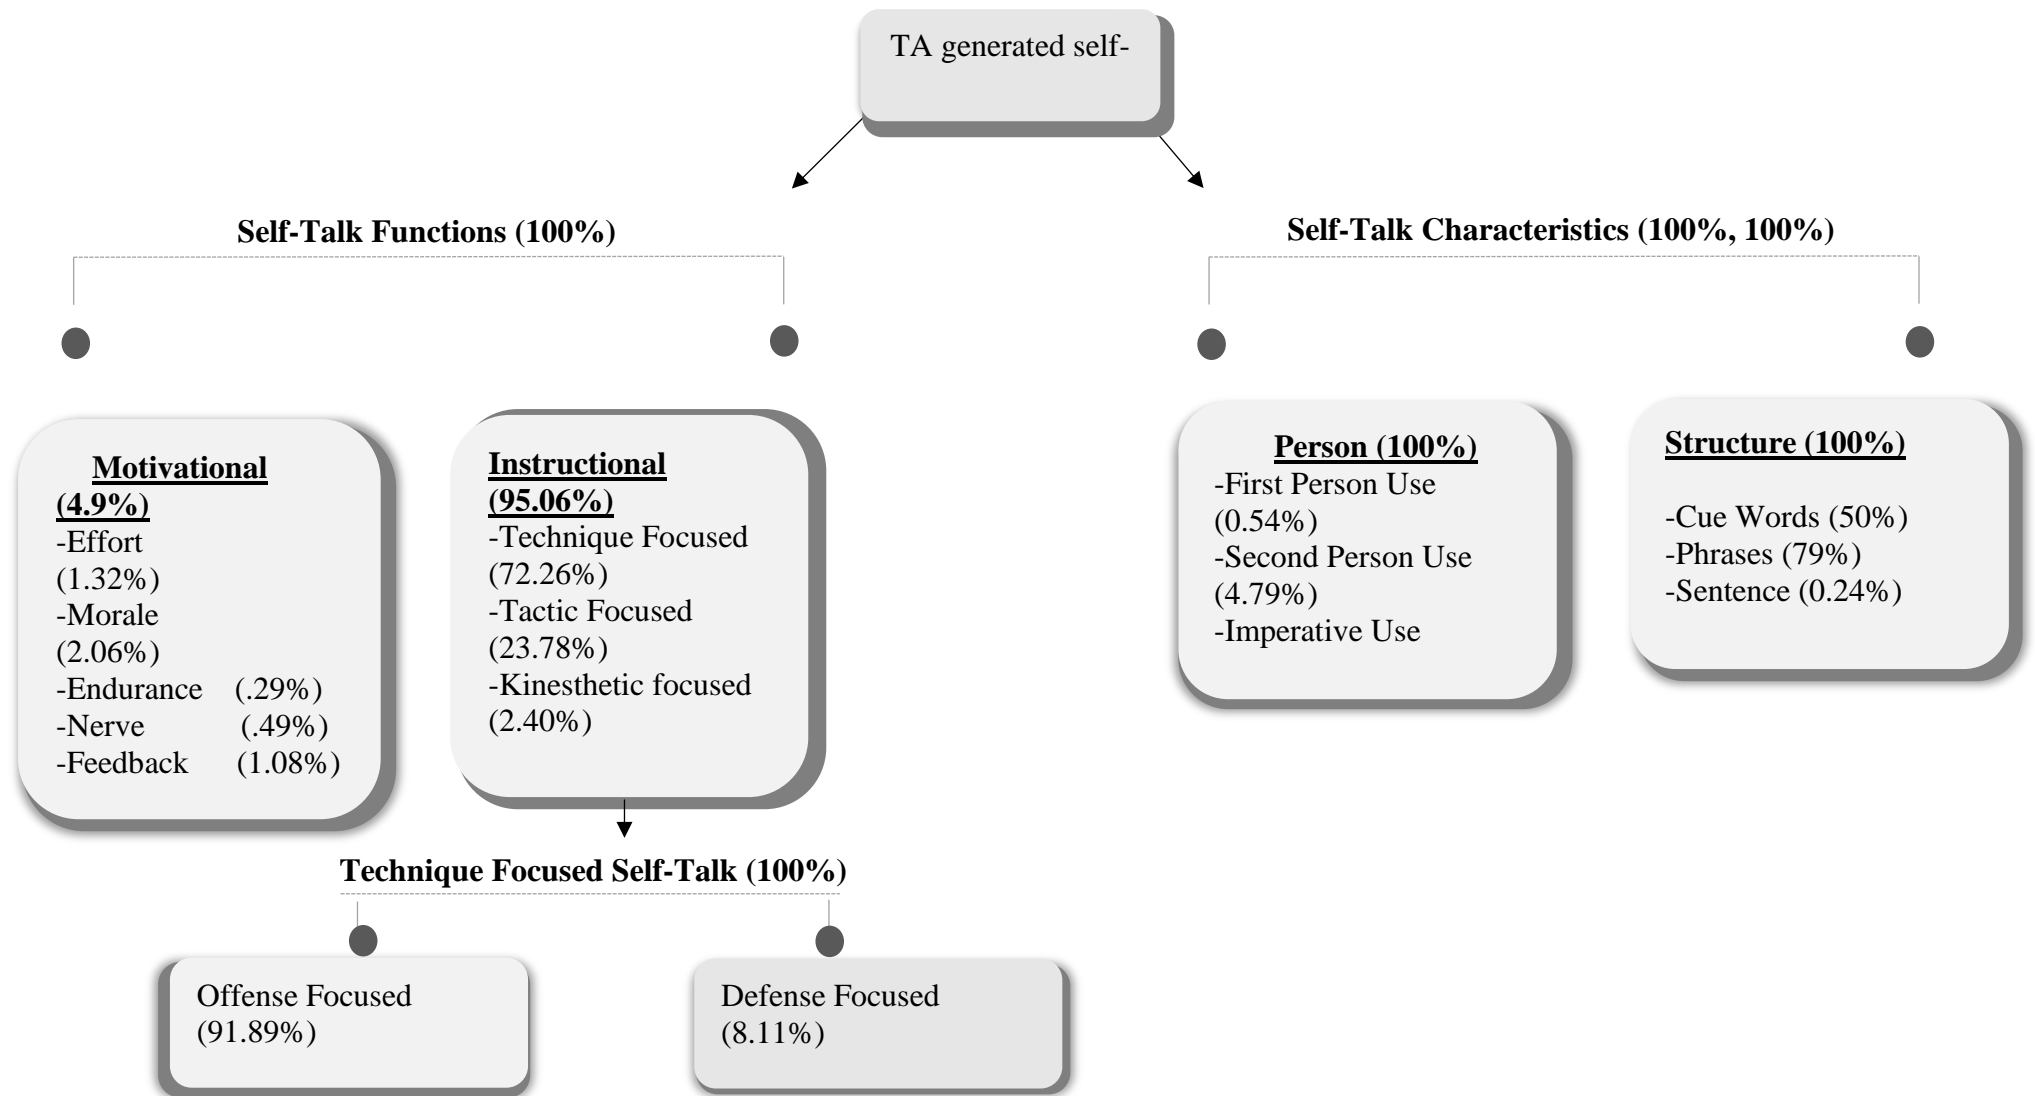 TA generated self-
Self-Talk Functions (100%)
Self-Talk Characteristics (100%, 100%)
Motivational
(4.9%)
-Effort
(1.32%)
-Morale
(2.06%)
-Endurance (.29%)
-Nerve (.49%)
-Feedback (1.08%)
Instructional
(95.06%)
-Technique Focused
(72.26%)
-Tactic Focused
(23.78%)
-Kinesthetic focused
(2.40%)
Person (100%)
-First Person Use
(0.54%)
-Second Person Use
(4.79%)
-Imperative Use
Structure (100%)
-Cue Words (50%)
-Phrases (79%)
-Sentence (0.24%)
Technique Focused Self-Talk (100%)
Offense Focused
(91.89%)
Defense Focused
(8.11%)